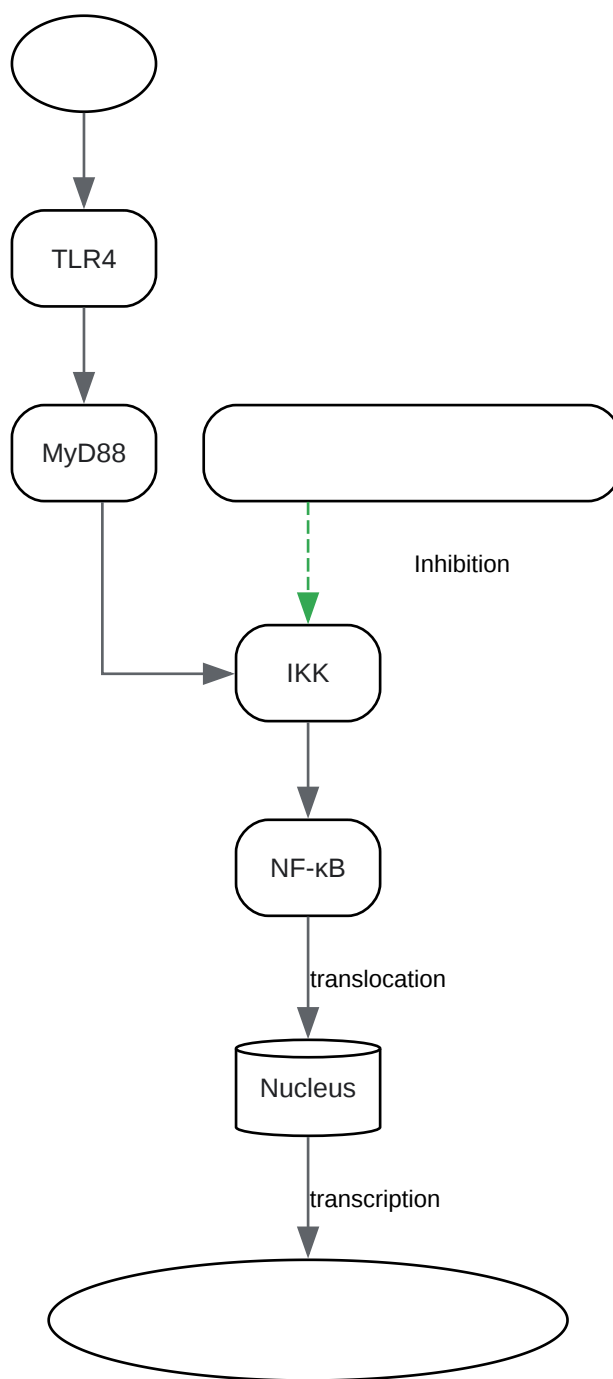 TLR4
MyD88
Inhibition
IKK
NF-κB
translocation
Nucleus
transcription